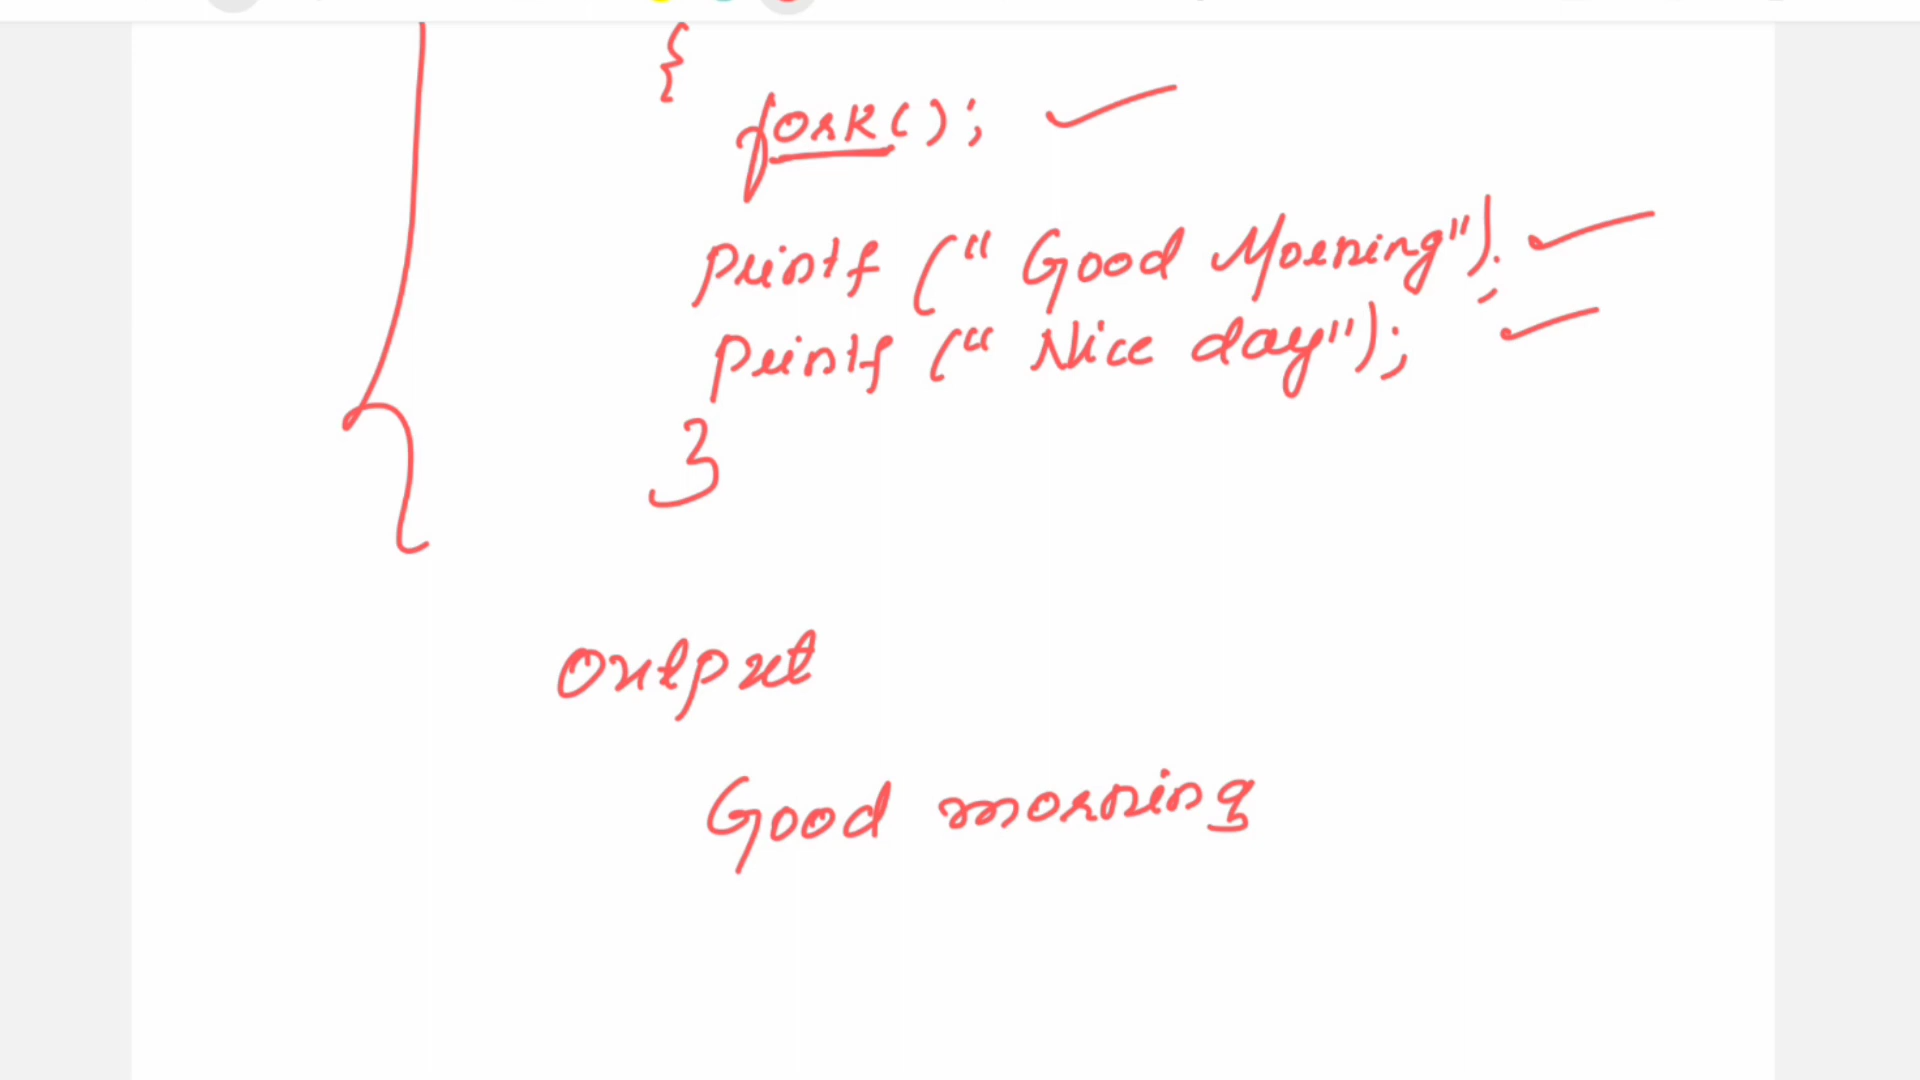 {
fork();
printf (" Good Morning");
printf (" Nice day");
}
output
Good morning